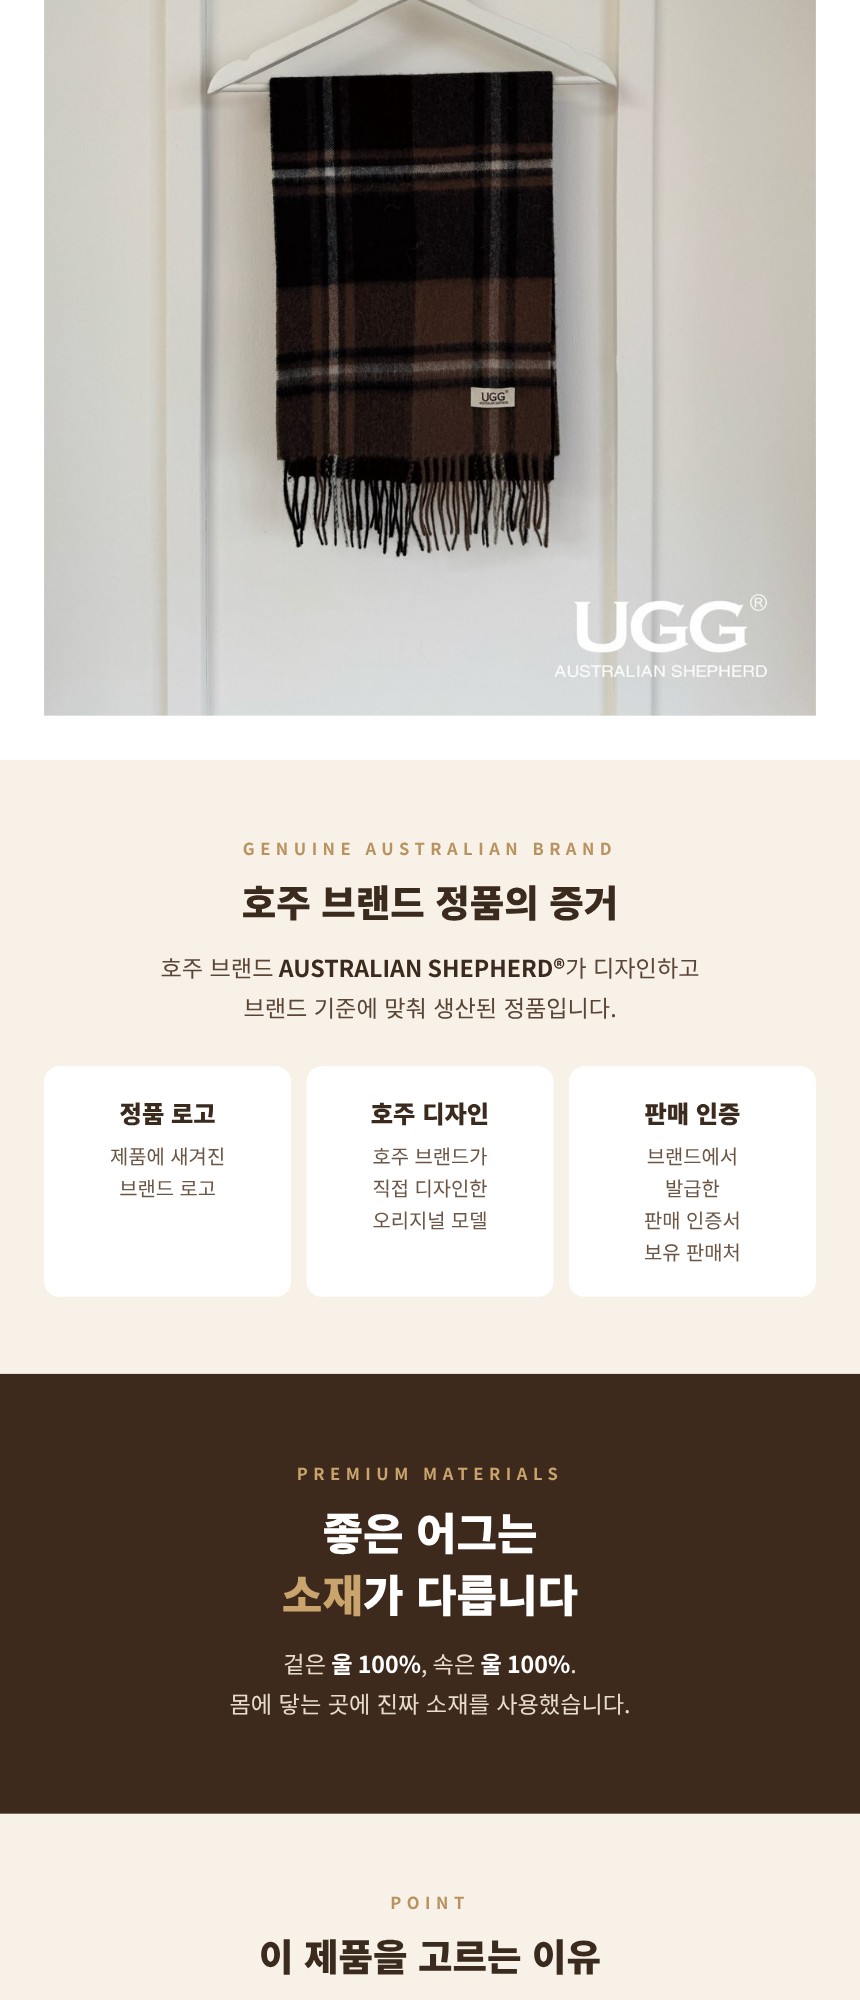 UGG®
UGG®
AUSTRALIAN SHEPHERD
GENUINE AUSTRALIAN BRAND
호주 브랜드 정품의 증거
호주 브랜드 AUSTRALIAN SHEPHERD®가 디자인하고
브랜드 기준에 맞춰 생산된 정품입니다.
정품 로고
제품에 새겨진
브랜드 로고
호주 디자인
호주 브랜드가
직접 디자인한
오리지널 모델
판매 인증
브랜드에서
발급한
판매 인증서
보유 판매처
PREMIUM MATERIALS
좋은 어그는
소재가 다릅니다
겉은 울 100%, 속은 울 100%.
몸에 닿는 곳에 진짜 소재를 사용했습니다.
POINT
이 제품을 고르는 이유